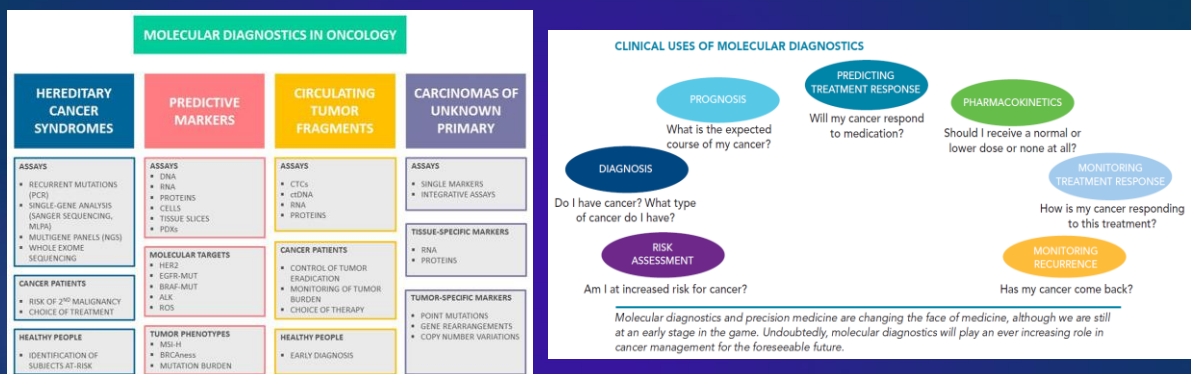 MOLECULAR DIAGNOSTICS IN ONCOLOGY
HEREDITARY
CANCER
SYNDROMES
ASSAYS
▪ RECURRENT MUTATIONS
(PCR)
▪ SINGLE-GENE ANALYSIS
(SANGER SEQUENCING,
MLPA)
▪ MULTIGENE PANELS (NGS)
▪ WHOLE EXOME
SEQUENCING
CANCER PATIENTS
▪ RISK OF 2ND MALIGNANCY
▪ CHOICE OF TREATMENT
HEALTHY PEOPLE
▪ IDENTIFICATION OF
SUBJECTS AT-RISK
PREDICTIVE
MARKERS
ASSAYS
▪ DNA
▪ RNA
▪ PROTEINS
▪ CELLS
▪ TISSUE SLICES
▪ PDXs
MOLECULAR TARGETS
▪ HER2
▪ EGFR-MUT
▪ BRAF-MUT
▪ ALK
▪ ROS
TUMOR PHENOTYPES
▪ MSI-H
▪ BRCAness
▪ MUTATION BURDEN
CIRCULATING
TUMOR
FRAGMENTS
ASSAYS
▪ CTCs
▪ ctDNA
▪ RNA
▪ PROTEINS
CANCER PATIENTS
▪ CONTROL OF TUMOR
ERADICATION
▪ MONITORING OF TUMOR
BURDEN
▪ CHOICE OF THERAPY
HEALTHY PEOPLE
▪ EARLY DIAGNOSIS
CARCINOMAS OF
UNKNOWN
PRIMARY
ASSAYS
▪ SINGLE MARKERS
▪ INTEGRATIVE ASSAYS
TISSUE-SPECIFIC MARKERS
▪ RNA
▪ PROTEINS
TUMOR-SPECIFIC MARKERS
▪ POINT MUTATIONS
▪ GENE REARRANGEMENTS
▪ COPY NUMBER VARIATIONS
CLINICAL USES OF MOLECULAR DIAGNOSTICS
RISK
ASSESSMENT
Am I at increased risk for cancer?
DIAGNOSIS
Do I have cancer? What type
of cancer do I have?
PROGNOSIS
What is the expected
course of my cancer?
PREDICTING
TREATMENT RESPONSE
Will my cancer respond
to medication?
PHARMACOKINETICS
Should I receive a normal or
lower dose or none at all?
MONITORING
TREATMENT RESPONSE
How is my cancer responding
to this treatment?
MONITORING
RECURRENCE
Has my cancer come back?
Molecular diagnostics and precision medicine are changing the face of medicine, although we are still
at an early stage in the game. Undoubtedly, molecular diagnostics will play an ever increasing role in
cancer management for the foreseeable future.